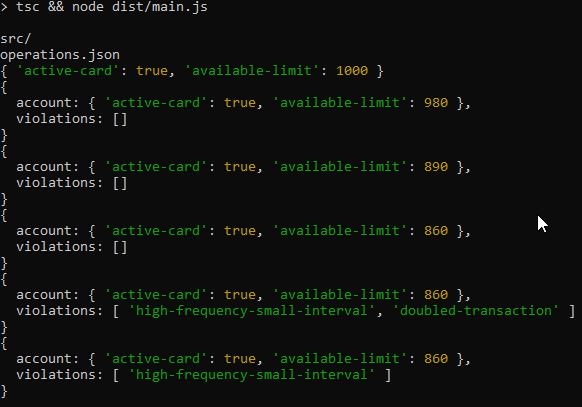 > tsc && node dist/main.js
src/
operations.json
{ 'active-card': true, 'available-limit': 1000 }
{
  account: { 'active-card': true, 'available-limit': 980 },
  violations: []
}
{
  account: { 'active-card': true, 'available-limit': 890 },
  violations: []
}
{
  account: { 'active-card': true, 'available-limit': 860 },
  violations: []
}
{
  account: { 'active-card': true, 'available-limit': 860 },
  violations: [ 'high-frequency-small-interval', 'doubled-transaction' ]
}
{
  account: { 'active-card': true, 'available-limit': 860 },
  violations: [ 'high-frequency-small-interval' ]
}